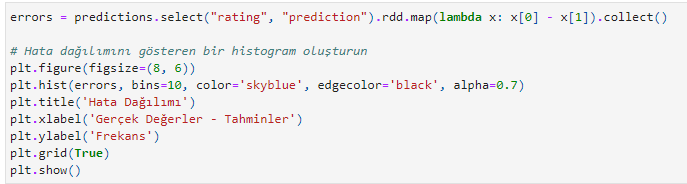 errors = predictions.select("rating", "prediction").rdd.map(lambda x: x[0] - x[1]).collect()
# Hata dağılımını gösteren bir histogram oluşturun
plt.figure(figsize=(8, 6))
plt.hist(errors, bins=10, color='skyblue', edgecolor='black', alpha=0.7)
plt.title('Hata Dağılımı')
plt.xlabel('Gerçek Değerler - Tahminler')
plt.ylabel('Frekans')
plt.grid(True)
plt.show()